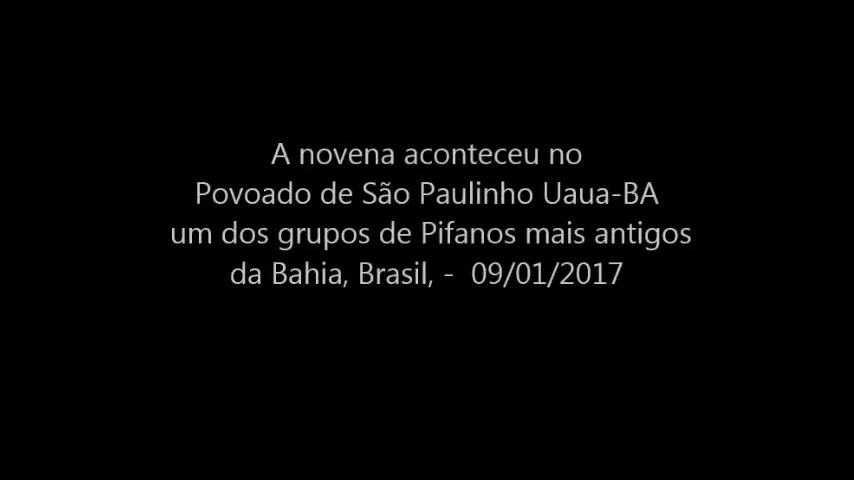 A novena aconteceu no
Povoado de São Paulinho Uaua-BA
um dos grupos de Pifanos mais antigos
da Bahia, Brasil, -  09/01/2017